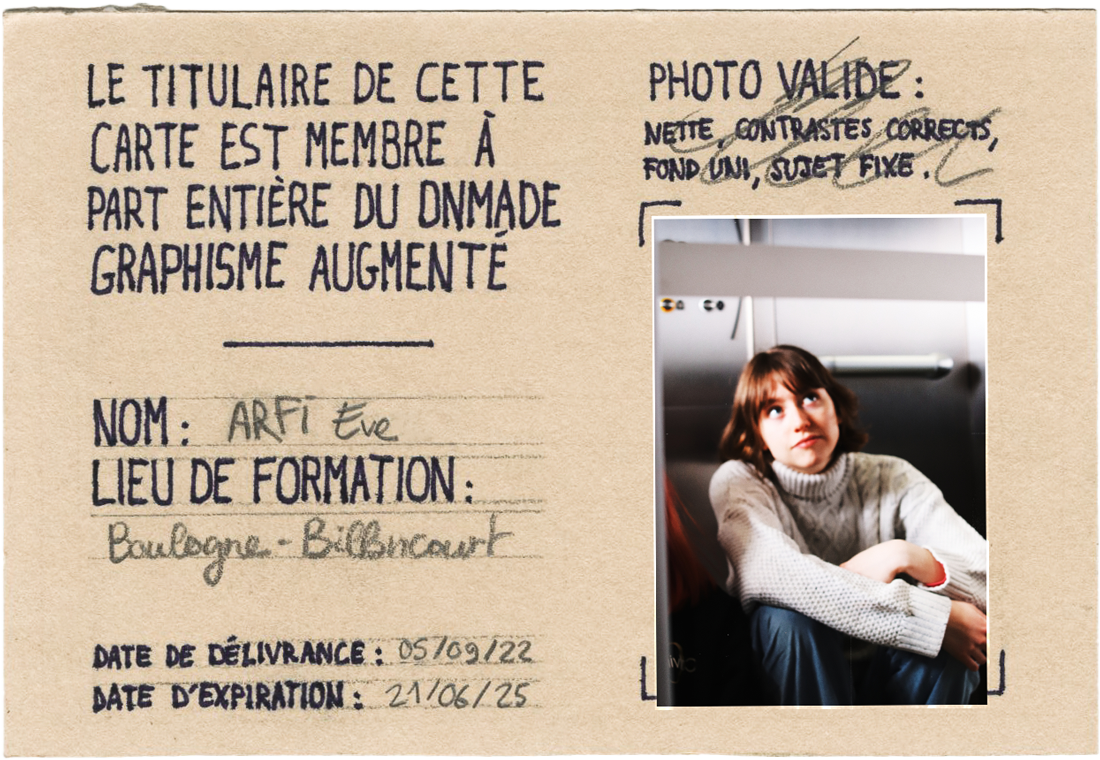 LE TITULAIRE DE CETTE
CARTE EST MEMBRE À
PART ENTIÈRE DU DNMADE
GRAPHISME AUGMENTÉ
NOM : ARFi Eve
LIEU DE FORMATION :
Boulogne - Billancourt
DATE DE DÉLIVRANCE : 05/09/22
DATE D'EXPIRATION : 21/06/25
PHOTO VALIDE :
NETTE, CONTRASTES CORRECTS,
FOND UNI, SUJET FIXE.